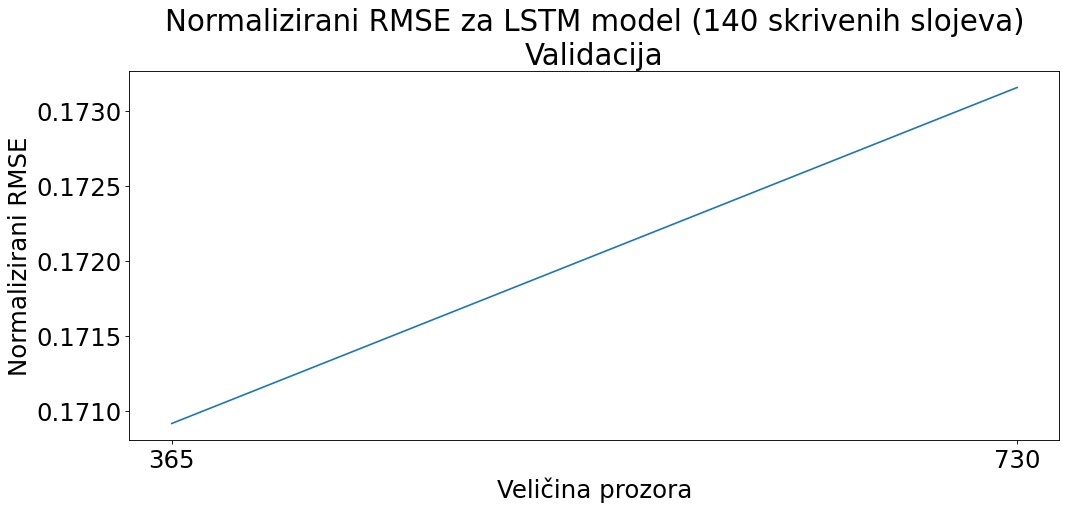 Normalizirani RMSE za LSTM model (140 skrivenih slojeva)
Validacija
Normalizirani RMSE
0.1730
0.1725
0.1720
0.1715
0.1710
365
730
Veličina prozora